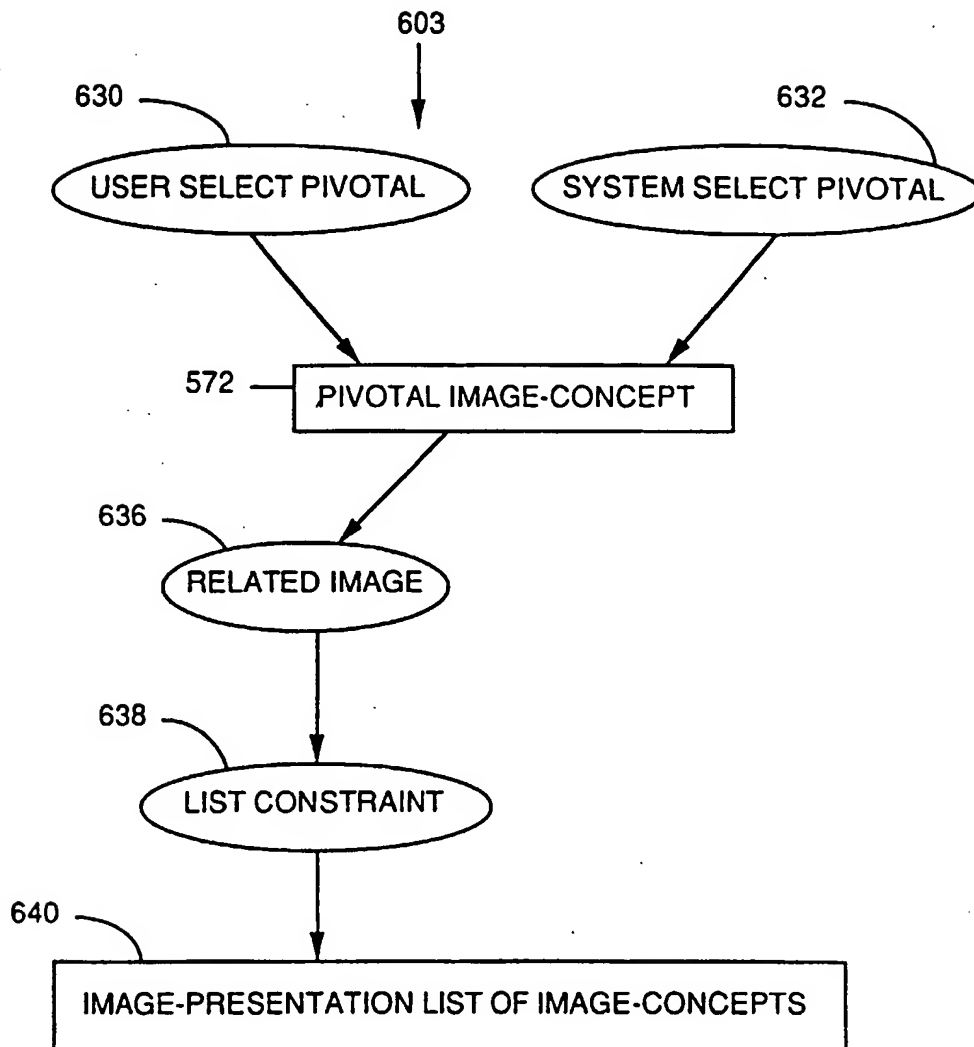 603
630
632
USER SELECT PIVOTAL
SYSTEM SELECT PIVOTAL
572
PIVOTAL IMAGE-CONCEPT
636
RELATED IMAGE
638
LIST CONSTRAINT
640
IMAGE-PRESENTATION LIST OF IMAGE-CONCEPTS